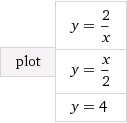 plot
y = 2/x
y = x/2
y = 4